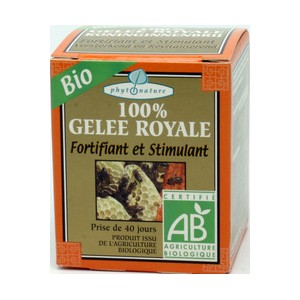 Bio
phytonature
100%
GELEE ROYALE
Fortifiant et Stimulant
Prise de 40 jours
PRODUIT ISSU
DE L'AGRICULTURE
BIOLOGIQUE
CERTIFIÉ
AB
AGRICULTURE
BIOLOGIQUE